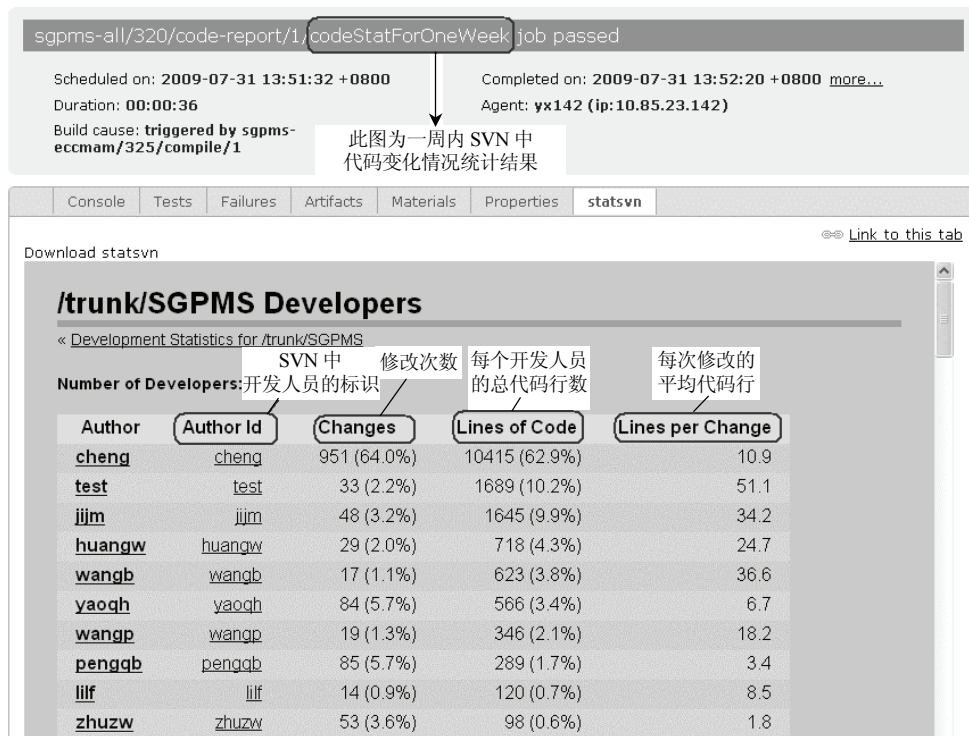 sgpms-all/320/code-report/1/codeStatForOneWeek job passed
Scheduled on: 2009-07-31 13:51:32 +0800
Completed on: 2009-07-31 13:52:20 +0800 more...
Duration: 00:00:36
Agent: yx142 (ip:10.85.23.142)
Build cause: triggered by sgpms-
eccmam/325/compile/1
此图为一周内 SVN 中
代码变化情况统计结果
Console Tests Failures Artifacts Materials Properties statsvn
Link to this tab
Download statsvn
/trunk/SGPMS Developers
« Development Statistics for /trunk/SGPMS
Number of Developers:
SVN 中
开发人员的标识
修改次数
每个开发人员
的总代码行数
每次修改的
平均代码行
Author Author Id Changes Lines of Code Lines per Change
cheng cheng 951 (64.0%) 10415 (62.9%) 10.9
test test 33 (2.2%) 1689 (10.2%) 51.1
jijm jijm 48 (3.2%) 1645 (9.9%) 34.2
huangw huangw 29 (2.0%) 718 (4.3%) 24.7
wangb wangb 17 (1.1%) 623 (3.8%) 36.6
yaoqh yaoqh 84 (5.7%) 566 (3.4%) 6.7
wangp wangp 19 (1.3%) 346 (2.1%) 18.2
pengqb pengqb 85 (5.7%) 289 (1.7%) 3.4
lilf lilf 14 (0.9%) 120 (0.7%) 8.5
zhuzw zhuzw 53 (3.6%) 98 (0.6%) 1.8